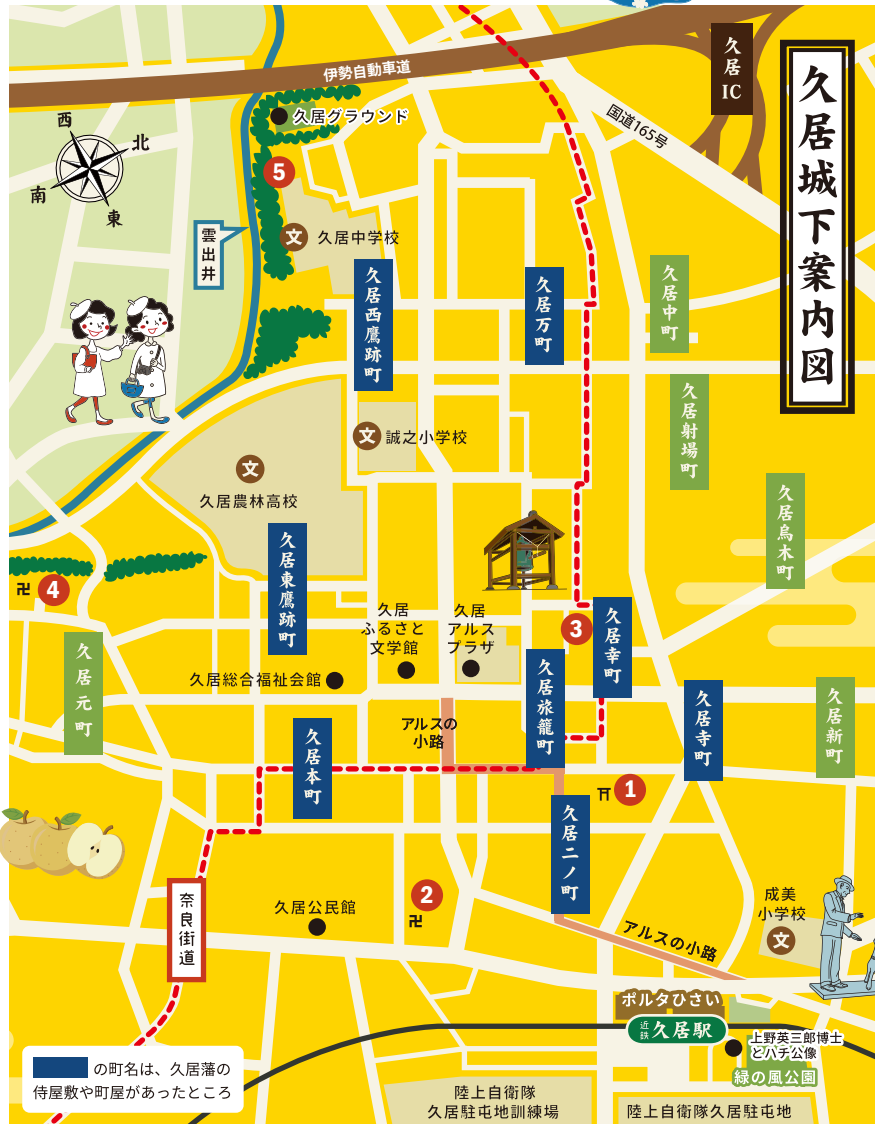 久居城下案内図
伊勢自動車道
久居
IC
国道165号
西
北
南
東
久居グラウンド
5
文
久居中学校
雲出井
久居西鷹跡町
久居万町
久居中町
久居射場町
文
誠之小学校
文
久居農林高校
久居烏木町
久居東鷹跡町
卍
4
久居
ふるさと
文学館
久居
アルス
プラザ
3
久居幸町
久居元町
久居総合福祉会館
久居旅籠町
久居寺町
久居新町
アルスの
小路
久居本町
1
久居二ノ町
奈良街道
久居公民館
2
卍
成美
小学校
文
アルスの小路
ポルタひさい
近鉄
久居駅
上野英三郎博士
とハチ公像
緑の風公園
の町名は、久居藩の
侍屋敷や町屋があったところ
陸上自衛隊
久居駐屯地訓練場
陸上自衛隊久居駐屯地